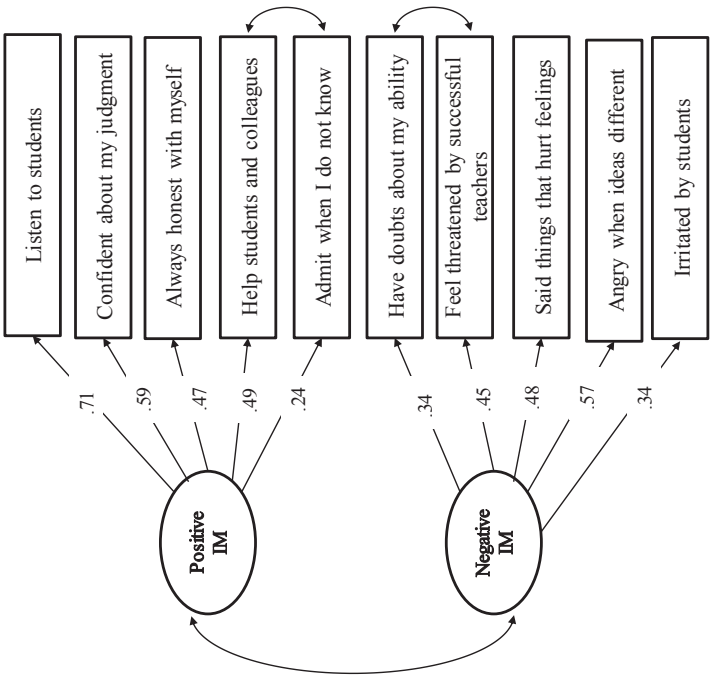 Listen to students
Confident about my judgment
Always honest with myself
Help students and colleagues
Admit when I do not know
Have doubts about my ability
Feel threatened by successful
teachers
Said things that hurt feelings
Angry when ideas different
Irritated by students
.71
.59
.47
.49
.24
.34
.45
.48
.57
.34
Positive
IM
Negative
IM